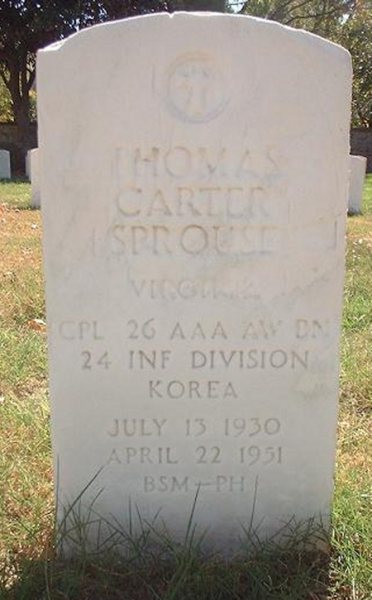 THOMAS
CARTER
SPROUSE
VIRGINIA
CPL 26 AAA AW BN
24 INF DIVISION
KOREA
JULY 13 1930
APRIL 22 1951
BSM–PH